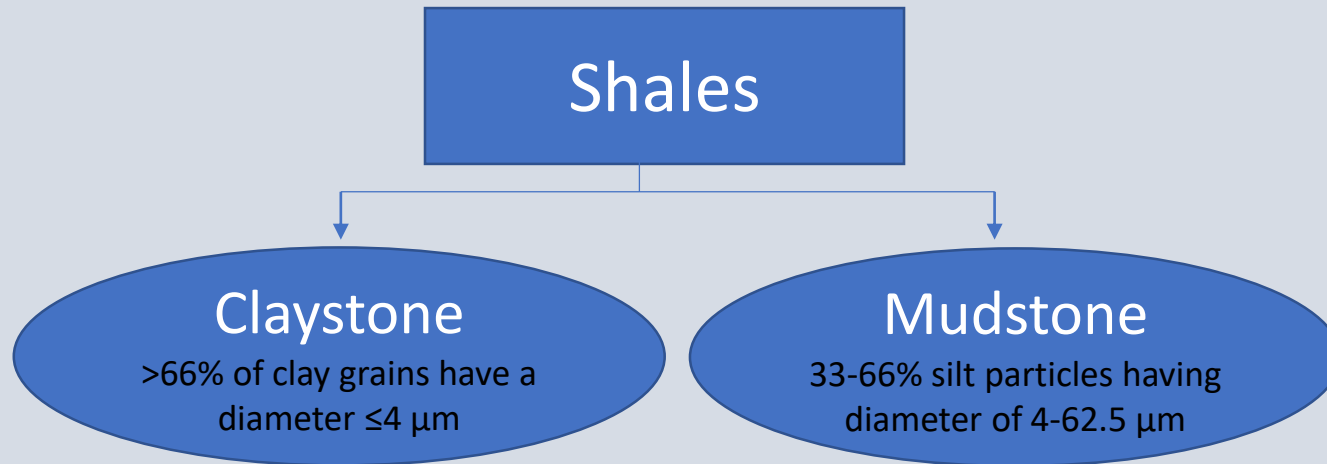 Shales
Claystone
>66% of clay grains have a
diameter ≤4 μm
Mudstone
33-66% silt particles having
diameter of 4-62.5 μm